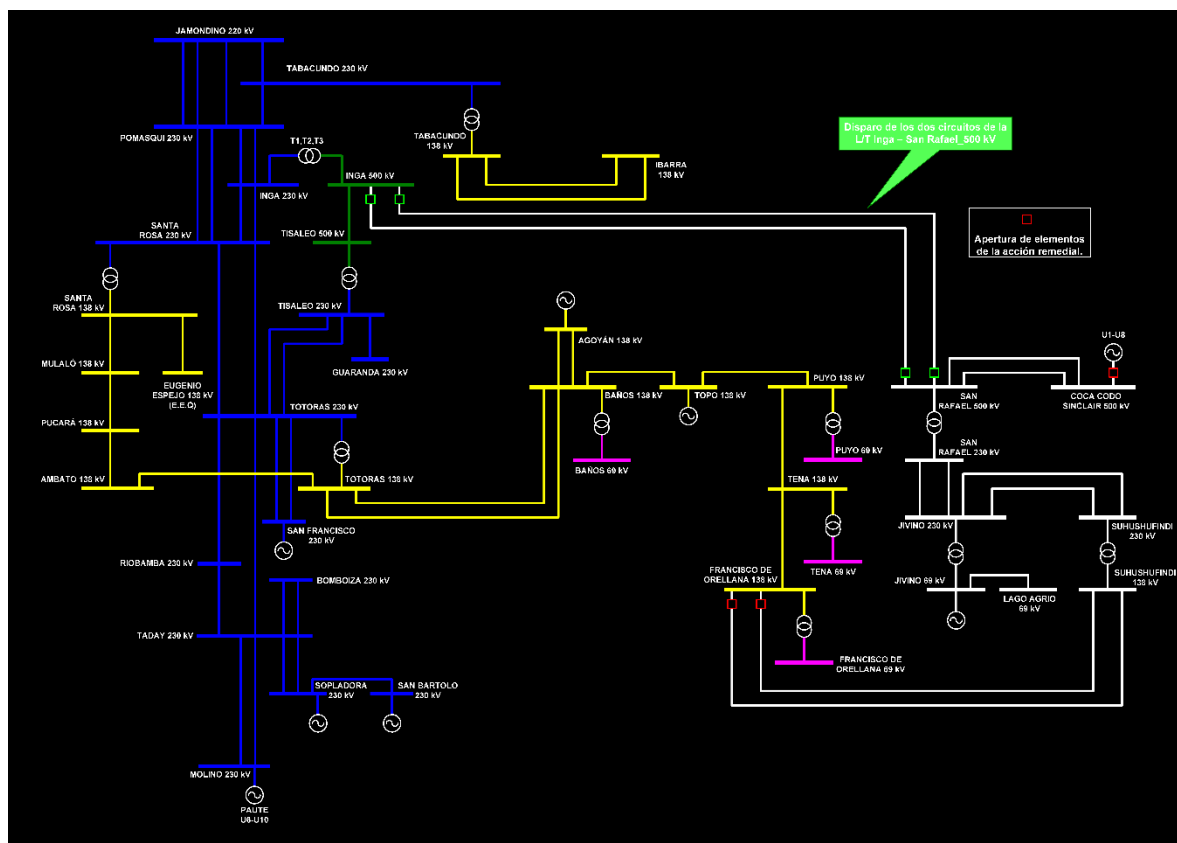 JAMONDINO 220 kV
TABACUNDO 230 kV
POMASQUI 230 kV
T1,T2,T3
TABACUNDO
138 kV
IBARRA
138 kV
Disparo de los dos circuitos de la
L/T Inga – San Rafael_500 kV
INGA 500 kV
INGA 230 kV
SANTA
ROSA 230 kV
TISALEO 500 kV
Apertura de elementos
de la acción remedial.
SANTA
ROSA 138 kV
TISALEO 230 kV
MULALÓ 138 kV
EUGENIO
ESPEJO 138 kV
(E.E.Q)
GUARANDA 230 kV
AGOYÁN 138 kV
U1-U8
PUCARÁ 138 kV
TOTORAS
230 kV
BAÑOS 138 kV
TOPO 138 kV
PUYO 138 kV
SAN
RAFAEL 500 kV
COCA CODO
SINCLAIR 500 kV
BAÑOS 69 kV
PUYO 69 kV
SAN
RAFAEL 230 kV
AMBATO 138 kV
TOTORAS 138 kV
TENA 138 kV
SAN FRANCISCO
230 kV
JIVINO 230 kV
SUHUSHUFINDI
230 kV
RIOBAMBA 230 kV
BOMBOIZA 230 kV
TENA 69 kV
FRANCISCO DE
ORELLANA 138 kV
JIVINO 69 kV
LAGO AGRIO
69 kV
SUHUSHUFINDI
138 kV
TADAY 230 kV
FRANCISCO DE
ORELLANA 69 kV
SOPLADORA
230 kV
SAN BARTOLO
230 kV
MOLINO 230 kV
PAUTE
U6-U10